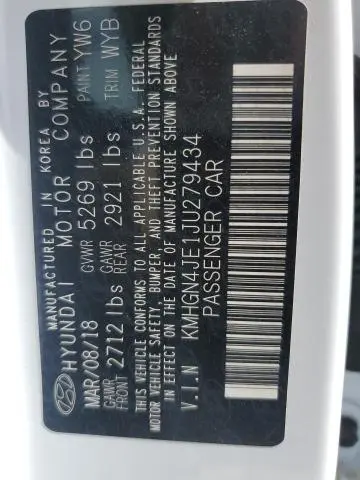 MANUFACTURED IN KOREA BY
HYUNDAI MOTOR COMPANY
MAR/08/18 GVWR 5269 lbs PAINT YW6
GAWR FRONT 2712 lbs GAWR REAR 2921 lbs TRIM WYB
THIS VEHICLE CONFORMS TO ALL APPLICABLE U.S.A. FEDERAL
MOTOR VEHICLE SAFETY, BUMPER, AND THEFT PREVENTION STANDARDS
IN EFFECT ON THE DATE OF MANUFACTURE SHOWN ABOVE
V.I.N KMHGN4JE1JU279434
PASSENGER CAR